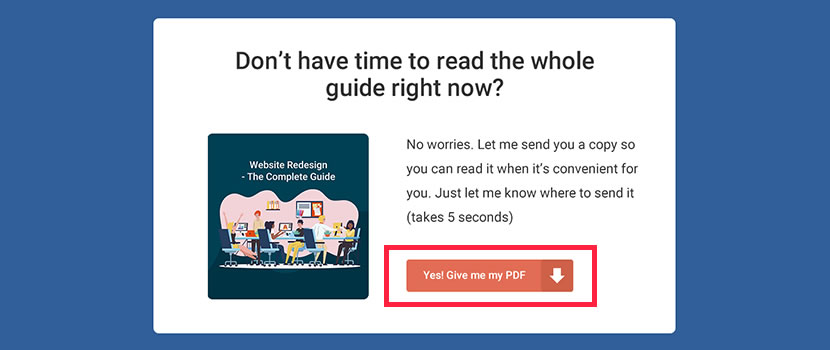 Don’t have time to read the whole
guide right now?
Website Redesign
- The Complete Guide
No worries. Let me send you a copy so
you can read it when it’s convenient for
you. Just let me know where to send it
(takes 5 seconds)
Yes! Give me my PDF